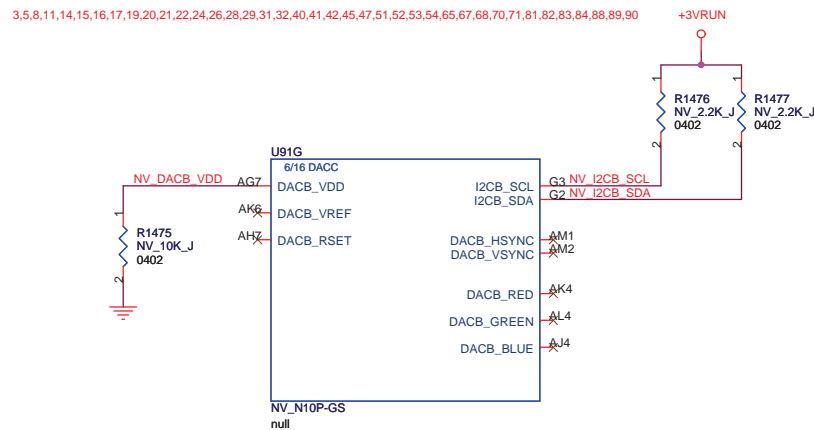 3,5,8,11,14,15,16,17,19,20,21,22,24,26,28,29,31,32,40,41,42,45,47,51,52,53,54,65,67,68,70,71,81,82,83,84,88,89,90
+3VRUN
1
1
R1476
NV_2.2K_J
0402
R1477
NV_2.2K_J
0402
2
2
U91G
6/16 DACC
NV_DACB_VDD
AG7
DACB_VDD
I2CB_SCL
G3
NV_I2CB_SCL
I2CB_SDA
G2
NV_I2CB_SDA
AK6
DACB_VREF
1
R1475
NV_10K_J
0402
2
AH7
DACB_RSET
DACB_HSYNC
AM1
DACB_VSYNC
AM2
DACB_RED
AK4
DACB_GREEN
AL4
DACB_BLUE
AJ4
NV_N10P-GS
null